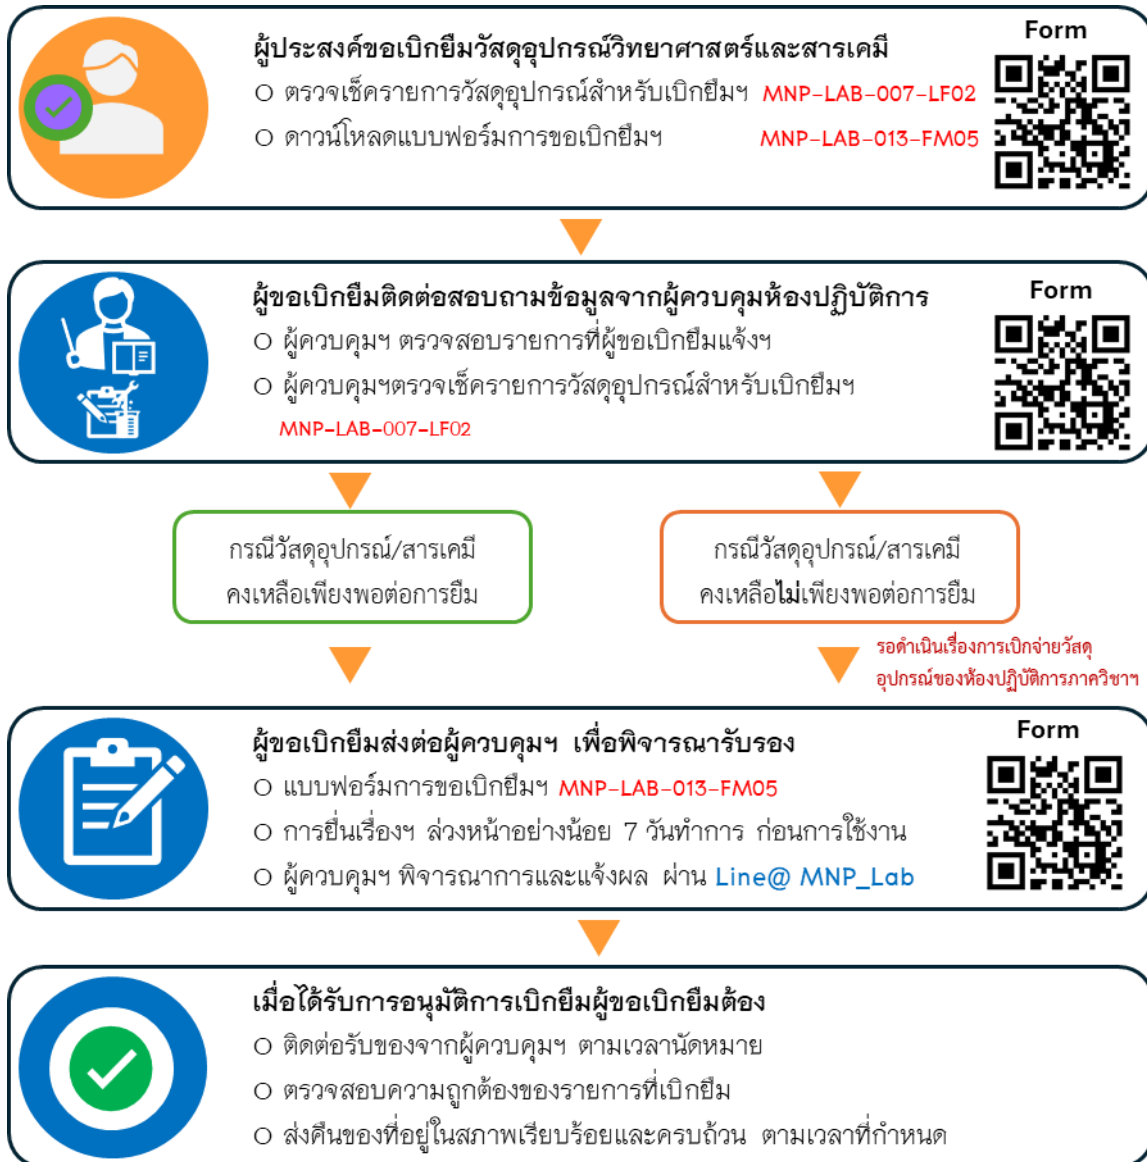 Form
ผู้ประสงค์ขอเบิกยืมวัสดุอุปกรณ์วิทยาศาสตร์และสารเคมี
O ตรวจเช็ครายการวัสดุอุปกรณ์สำหรับเบิกยืมฯ MNP-LAB-007-LF02
O ดาวน์โหลดแบบฟอร์มการขอเบิกยืมฯ MNP-LAB-013-FM05
Form
ผู้ขอเบิกยืมติดต่อสอบถามข้อมูลจากผู้ควบคุมห้องปฏิบัติการ
O ผู้ควบคุมฯ ตรวจสอบรายการที่ผู้ขอเบิกยืมแจ้งฯ
O ผู้ควบคุมฯตรวจเช็ครายการวัสดุอุปกรณ์สำหรับเบิกยืมฯ
MNP-LAB-007-LF02
กรณีวัสดุอุปกรณ์/สารเคมี
คงเหลือเพียงพอต่อการยืม
กรณีวัสดุอุปกรณ์/สารเคมี
คงเหลือไม่เพียงพอต่อการยืม
รอดำเนินเรื่องการเบิกจ่ายวัสดุ
อุปกรณ์ของห้องปฏิบัติการภาควิชาฯ
Form
ผู้ขอเบิกยืมส่งต่อผู้ควบคุมฯ เพื่อพิจารณารับรอง
O แบบฟอร์มการขอเบิกยืมฯ MNP-LAB-013-FM05
O การยื่นเรื่องฯ ล่วงหน้าอย่างน้อย 7 วันทำการ ก่อนการใช้งาน
O ผู้ควบคุมฯ พิจารณาการและแจ้งผล ผ่าน Line@ MNP_Lab
เมื่อได้รับการอนุมัติการเบิกยืมผู้ขอเบิกยืมต้อง
O ติดต่อรับของจากผู้ควบคุมฯ ตามเวลานัดหมาย
O ตรวจสอบความถูกต้องของรายการที่เบิกยืม
O ส่งคืนของที่อยู่ในสภาพเรียบร้อยและครบถ้วน ตามเวลาที่กำหนด